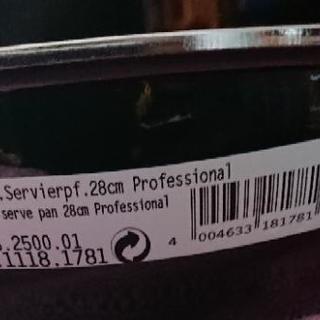 .Servierpf.28cm Professional
serve pan 28cm Professional
.2500.01
.1118.1781
4 004633 181781